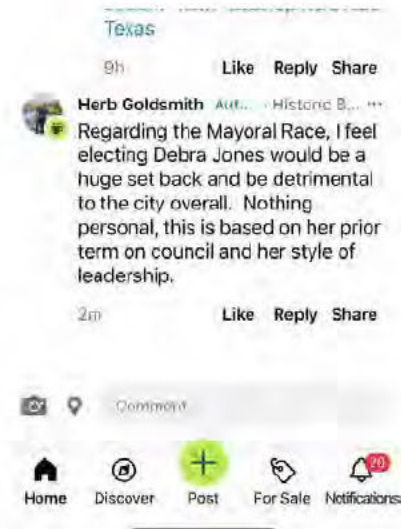 Texas
9h Like Reply Share
Herb Goldsmith Aut... Historic B... ...
Regarding the Mayoral Race, I feel
electing Debra Jones would be a
huge set back and be detrimental
to the city overall. Nothing
personal, this is based on her prior
term on council and her style of
leadership.
2m Like Reply Share
Comment
20
Home Discover Post For Sale Notifications